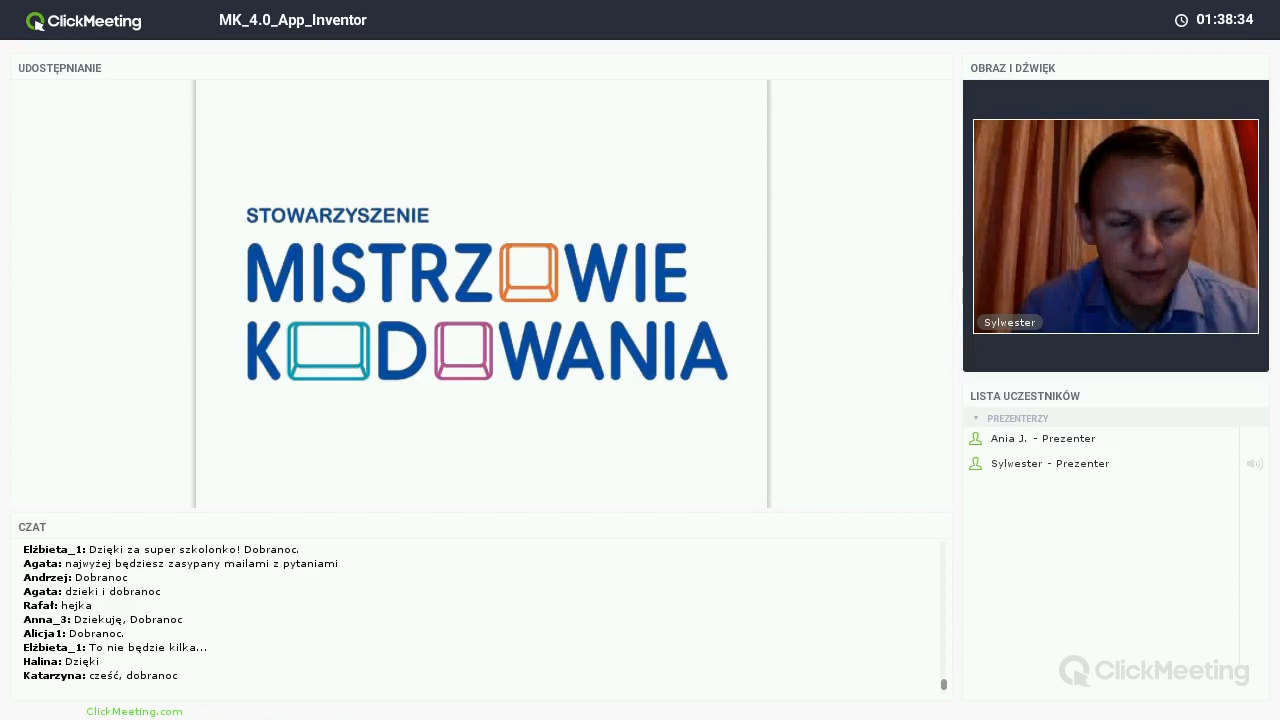 ClickMeeting
MK_4.0_App_Inventor
01:38:34
UDOSTĘPNIANIE
STOWARZYSZENIE
MISTRZOWIE
KODOWANIA
OBRAZ I DŹWIĘK
Sylwester
LISTA UCZESTNIKÓW
PREZENTERZY
Ania J. - Prezenter
Sylwester - Prezenter
ClickMeeting
CZAT
Elżbieta_1: Dzięki za super szkolonko! Dobranoc.
Agata: najwyżej będziesz zasypany mailami z pytaniami
Andrzej: Dobranoc
Agata: dzieki i dobranoc
Rafał: hejka
Anna_3: Dziekuję, Dobranoc
Alicja1: Dobranoc.
Elżbieta_1: To nie będzie kilka...
Halina: Dzięki
Katarzyna: cześć, dobranoc
ClickMeeting.com